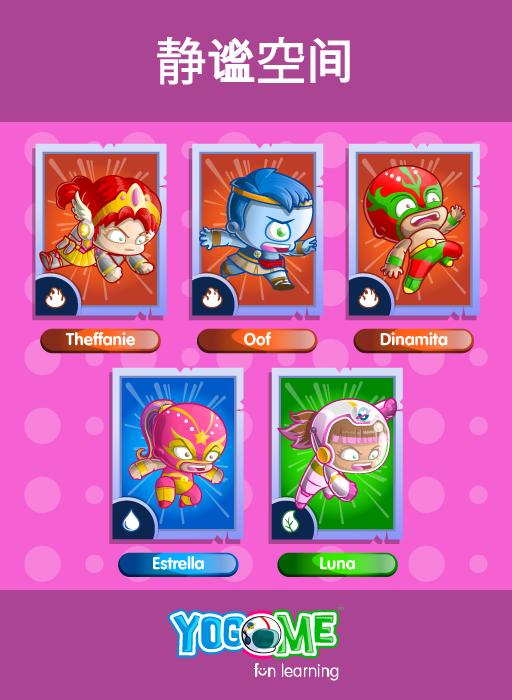 静谧空间
Theffanie
Oof
Dinamita
Estrella
Luna
YOGOME
fun learning